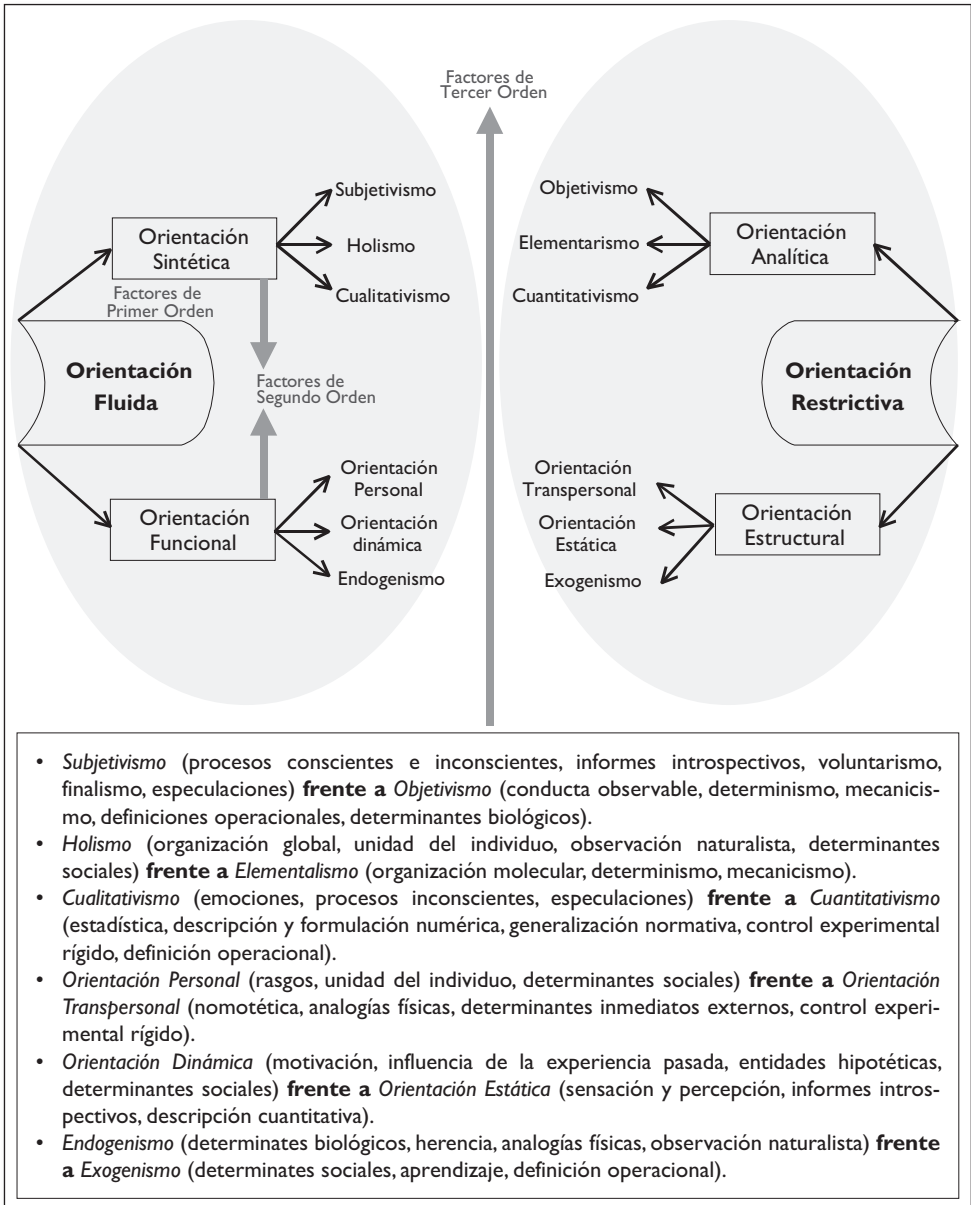 Factores de
Tercer Orden
Subjetivismo
Holismo
Cualitativismo
Orientación
Sintética
Factores de
Primer Orden
Orientación
Fluida
Factores de
Segundo Orden
Orientación
Funcional
Orientación
Personal
Orientación
dinámica
Endogenismo
Objetivismo
Elementarismo
Cuantitativismo
Orientación
Analítica
Orientación
Restrictiva
Orientación
Transpersonal
Orientación
Estática
Exogenismo
Orientación
Estructural
• Subjetivismo (procesos conscientes e inconscientes, informes introspectivos, voluntarismo,
finalismo, especulaciones) frente a Objetivismo (conducta observable, determinismo, mecanicis-
mo, definiciones operacionales, determinantes biológicos).
• Holismo (organización global, unidad del individuo, observación naturalista, determinantes
sociales) frente a Elementalismo (organización molecular, determinismo, mecanicismo).
• Cualitativismo (emociones, procesos inconscientes, especulaciones) frente a Cuantitativismo
(estadística, descripción y formulación numérica, generalización normativa, control experimental
rígido, definición operacional).
• Orientación Personal (rasgos, unidad del individuo, determinantes sociales) frente a Orientación
Transpersonal (nomotética, analogías físicas, determinantes inmediatos externos, control experi-
mental rígido).
• Orientación Dinámica (motivación, influencia de la experiencia pasada, entidades hipotéticas,
determinantes sociales) frente a Orientación Estática (sensación y percepción, informes intros-
pectivos, descripción cuantitativa).
• Endogenismo (determinates biológicos, herencia, analogías físicas, observación naturalista) frente
a Exogenismo (determinates sociales, aprendizaje, definición operacional).